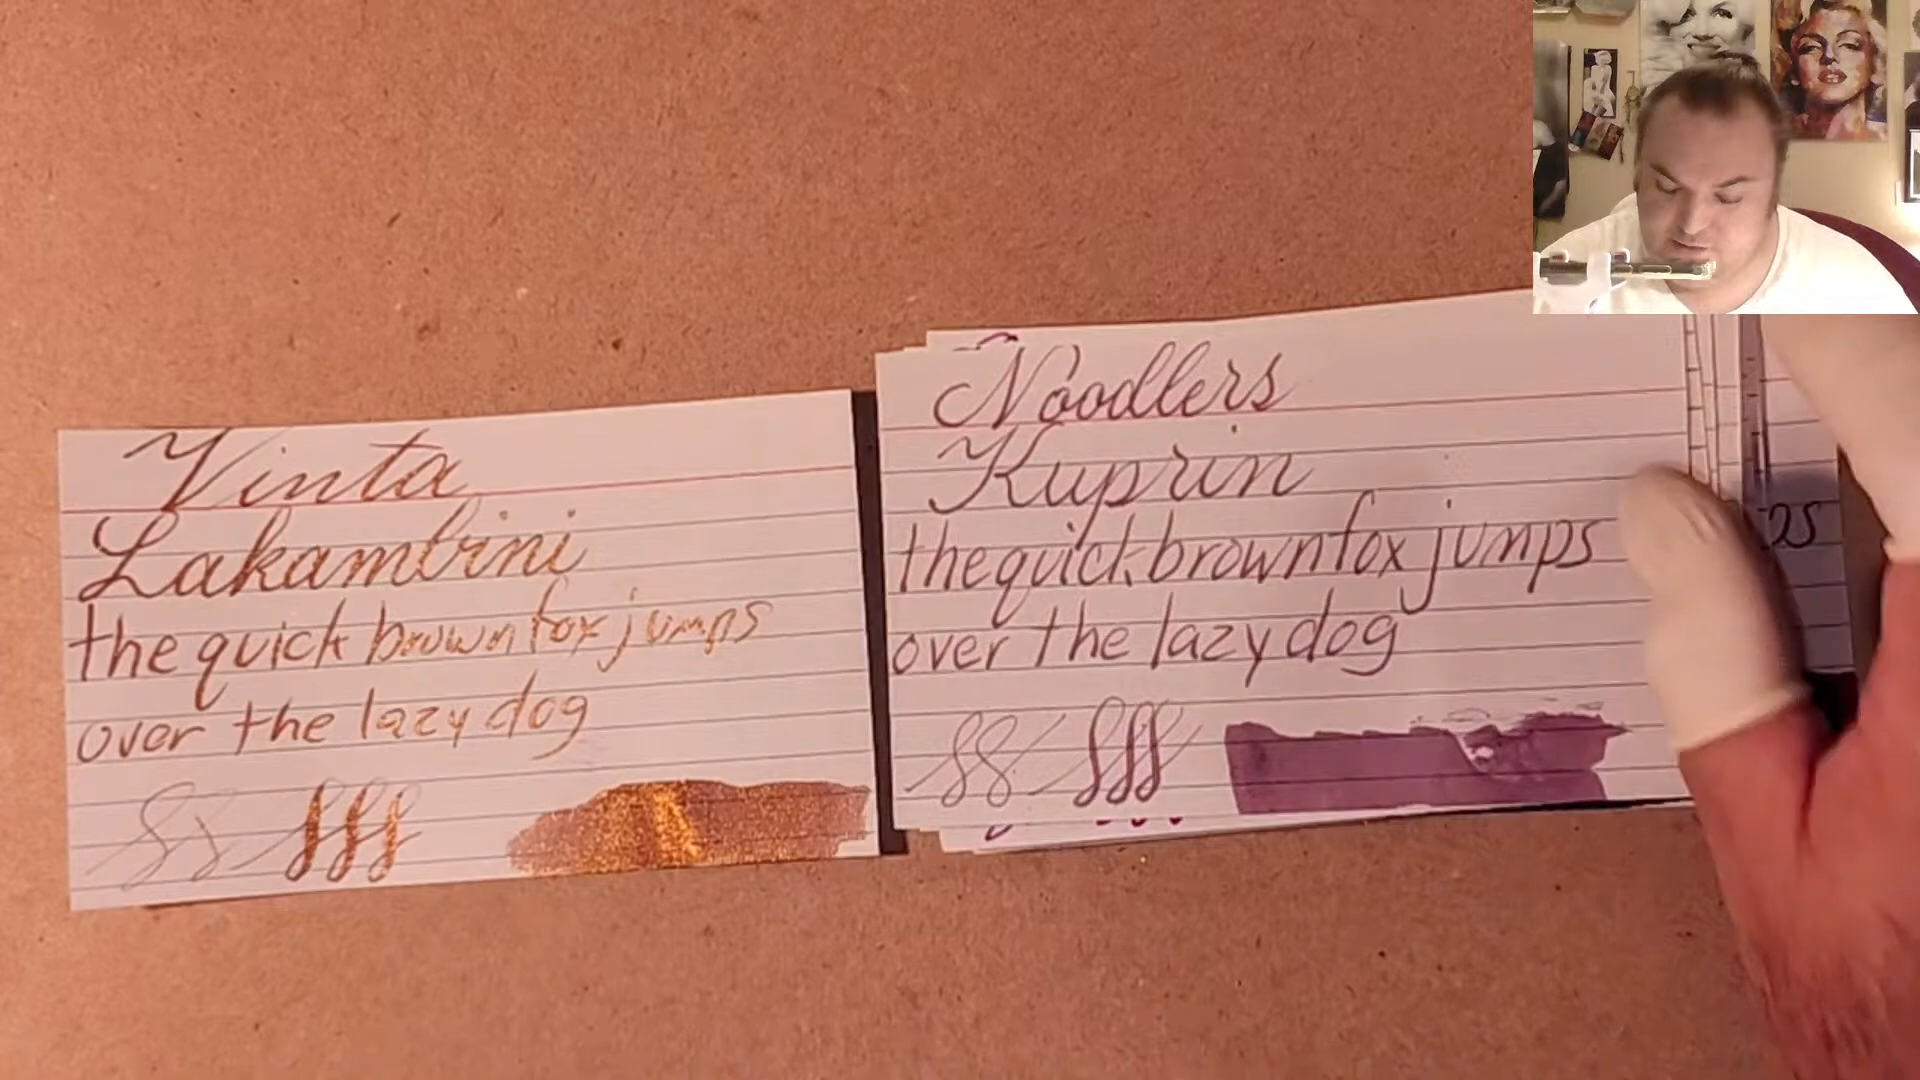 Vinta
Lakambini
the quick brown fox jumps
over the lazy dog
Noodlers
Kuprin
the quick brown fox jumps
over the lazy dog